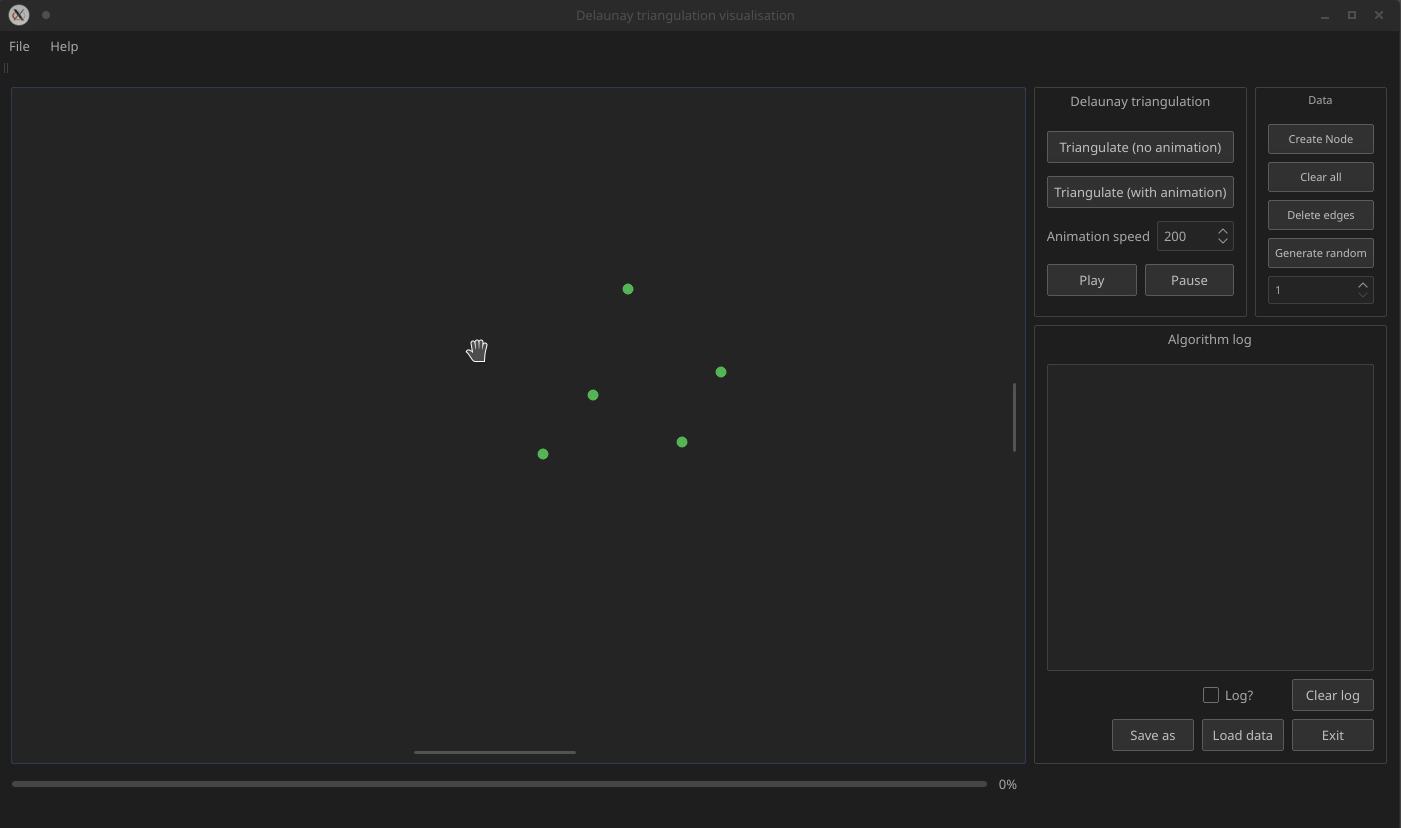 Delaunay triangulation visualisation
File Help
Delaunay triangulation
Triangulate (no animation)
Triangulate (with animation)
Animation speed 200
Play Pause
Data
Create Node
Clear all
Delete edges
Generate random
1
Algorithm log
Log? Clear log
Save as Load data Exit
0%